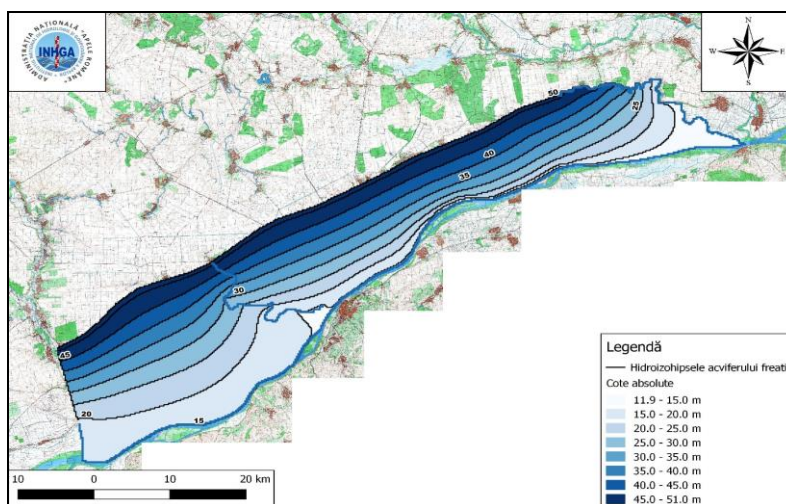 ADMINISTRAȚIA NAȚIONALĂ "APELE ROMÂNE"
INHGA
N
W
E
S
50
25
40
35
30
45
20
15
Legendă
Hidroizohipsele acviferului freati
Cote absolute
11.9 - 15.0 m
15.0 - 20.0 m
20.0 - 25.0 m
25.0 - 30.0 m
30.0 - 35.0 m
35.0 - 40.0 m
40.0 - 45.0 m
45.0 - 51.0 m
10
0
10
20 km